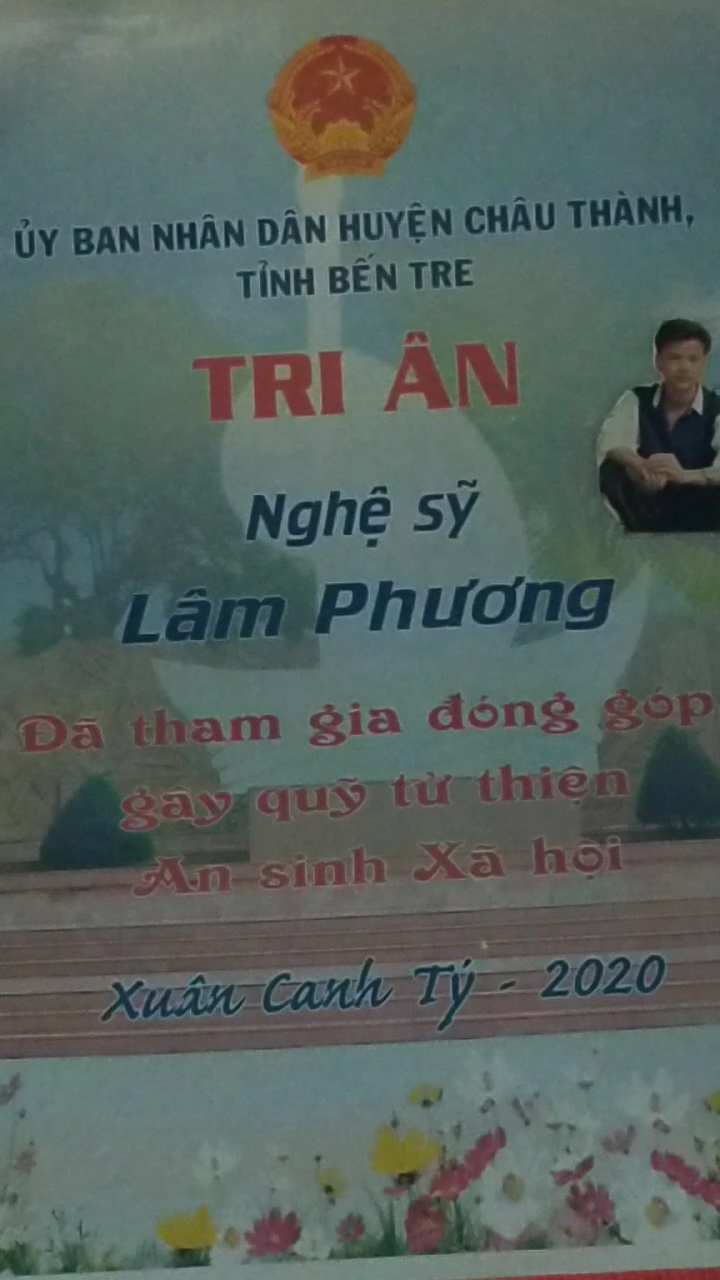 ỦY BAN NHÂN DÂN HUYỆN CHÂU THÀNH,
TỈNH BẾN TRE
TRI ÂN
Nghệ sỹ
Lâm Phương
Đã tham gia đóng góp
gây quỹ từ thiện
An sinh Xã hội
Xuân Canh Tý - 2020